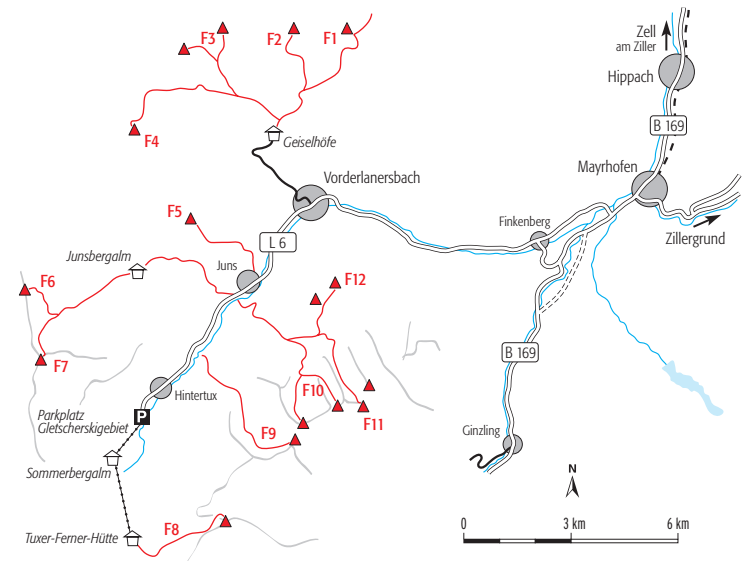 Zell
am Ziller
F3
F2
F1
Hippach
B 169
F4
Geiselhöfe
Mayrhofen
Vorderlanersbach
F5
Finkenberg
Zillergrund
L 6
Junsbergalm
Juns
F6
F12
F7
B 169
F10
Hintertux
Parkplatz
Gletscherskigebiet
P
F11
F9
Ginzling
Sommerbergalm
N
0
3 km
6 km
F8
Tuxer-Ferner-Hütte